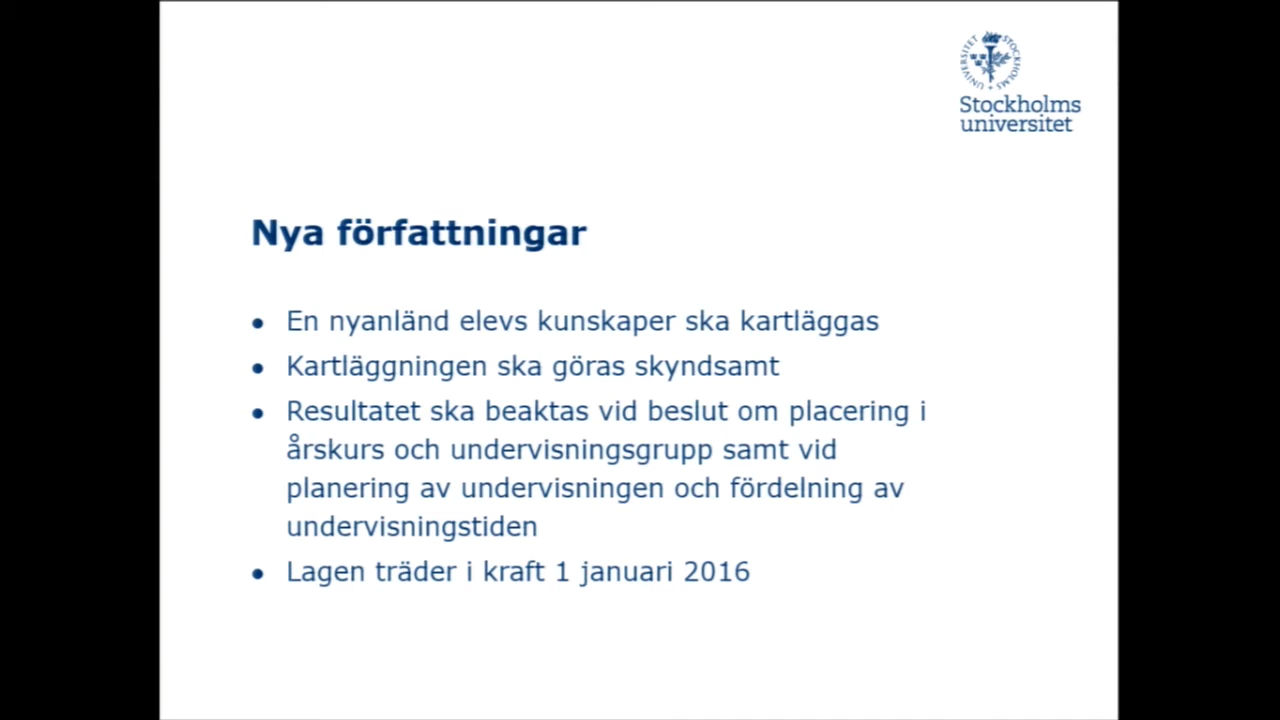 STOCKHOLMS UNIVERSITET
Stockholms
universitet
Nya författningar
• En nyanländ elevs kunskaper ska kartläggas
• Kartläggningen ska göras skyndsamt
• Resultatet ska beaktas vid beslut om placering i
årskurs och undervisningsgrupp samt vid
planering av undervisningen och fördelning av
undervisningstiden
• Lagen träder i kraft 1 januari 2016